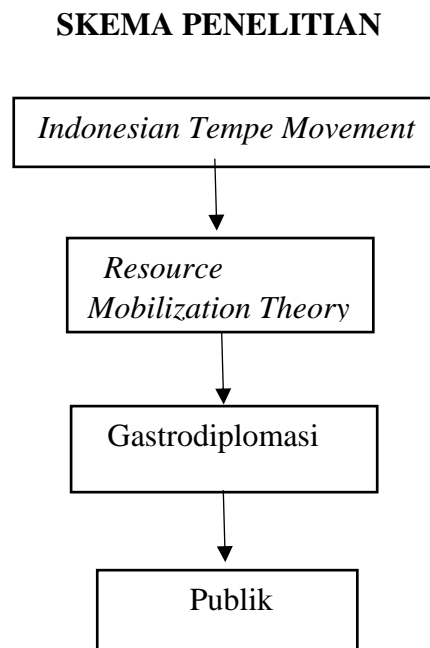 SKEMA PENELITIAN
Indonesian Tempe Movement
Resource
Mobilization Theory
Gastrodiplomasi
Publik